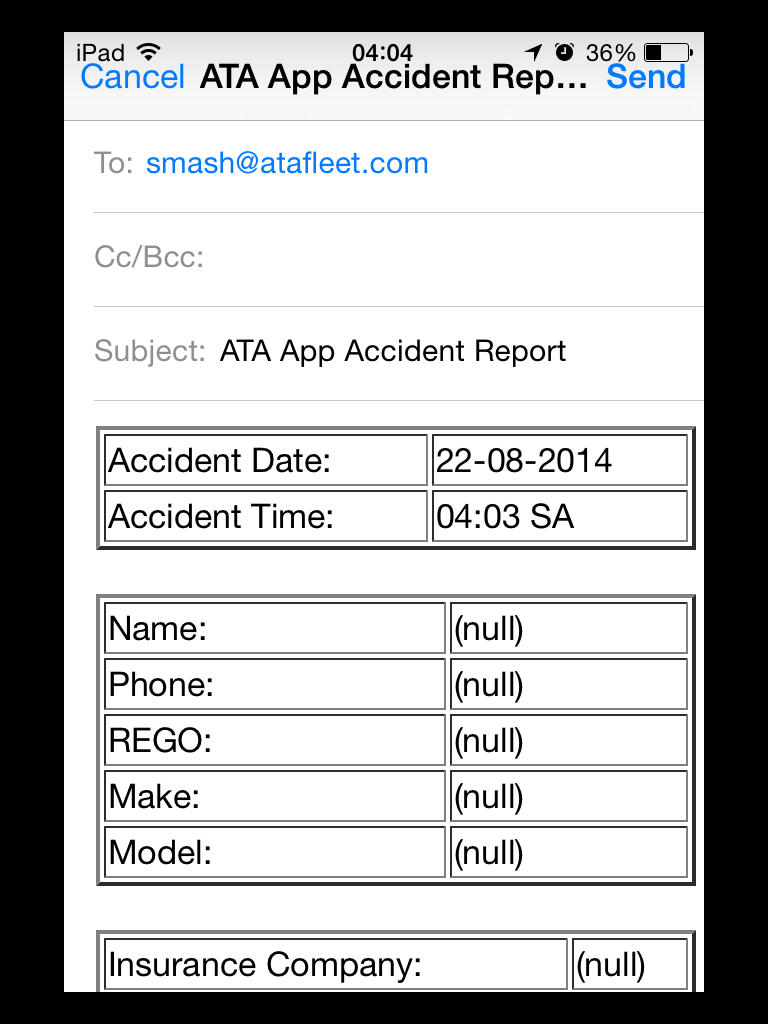 iPad 04:04 36%
Cancel ATA App Accident Rep... Send
To: smash@atafleet.com
Cc/Bcc:
Subject: ATA App Accident Report
Accident Date: 22-08-2014
Accident Time: 04:03 SA
Name: (null)
Phone: (null)
REGO: (null)
Make: (null)
Model: (null)
Insurance Company: (null)